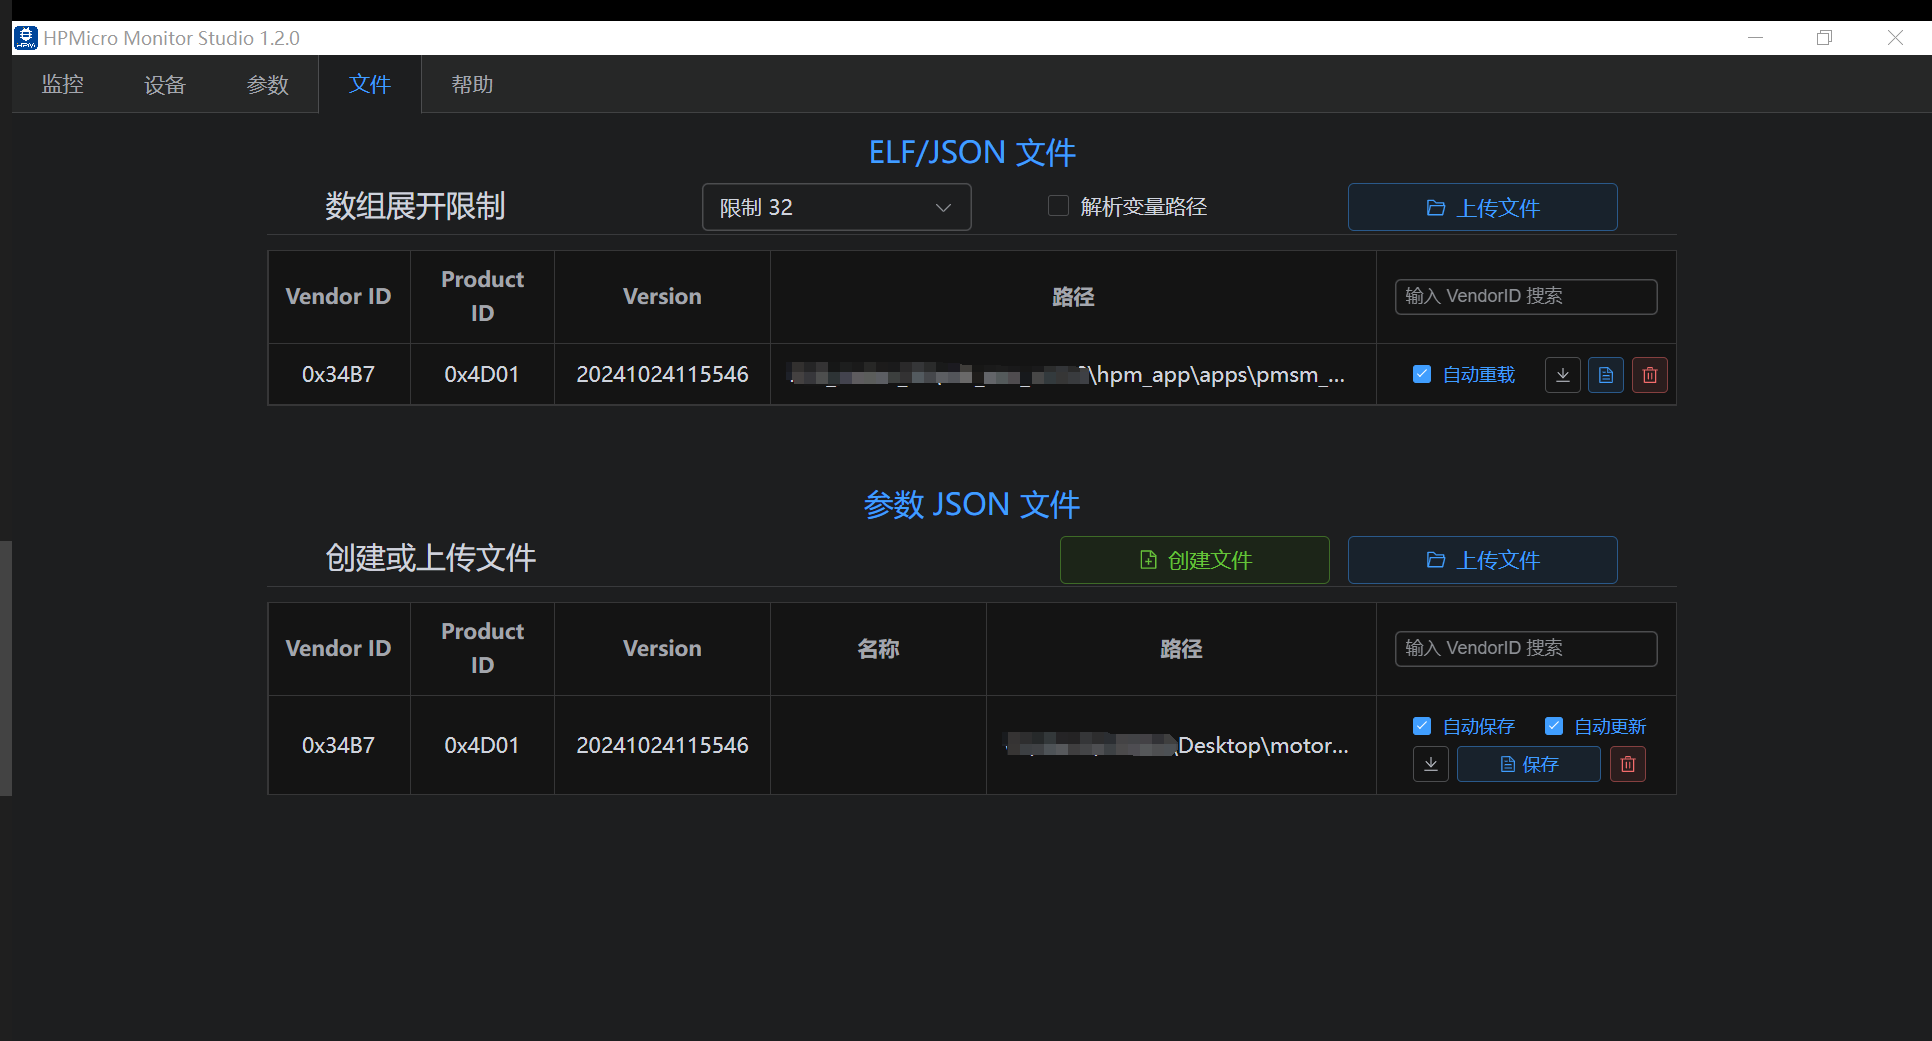 HPMicro Monitor Studio 1.2.0
监控 设备 参数 文件 帮助
ELF/JSON 文件
数组展开限制 限制 32 解析变量路径 上传文件
Vendor ID Product ID Version 路径 输入 VendorID 搜索
0x34B7 0x4D01 20241024115546 \hpm_app\apps\pmsm_... 自动重载
参数 JSON 文件
创建或上传文件 创建文件 上传文件
Vendor ID Product ID Version 名称 路径 输入 VendorID 搜索
0x34B7 0x4D01 20241024115546 \Desktop\motor... 自动保存 自动更新
保存